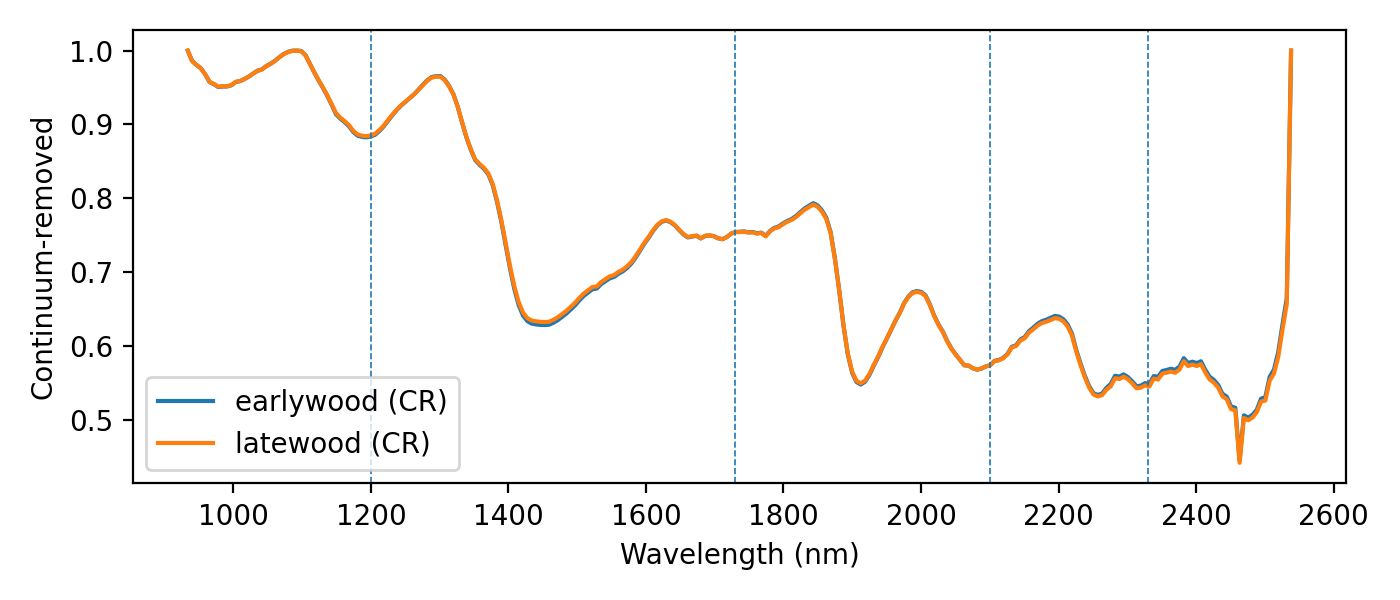 1.0
0.9
0.8
0.7
0.6
0.5
Continuum-removed
earlywood (CR)
latewood (CR)
1000 1200 1400 1600 1800 2000 2200 2400 2600
Wavelength (nm)